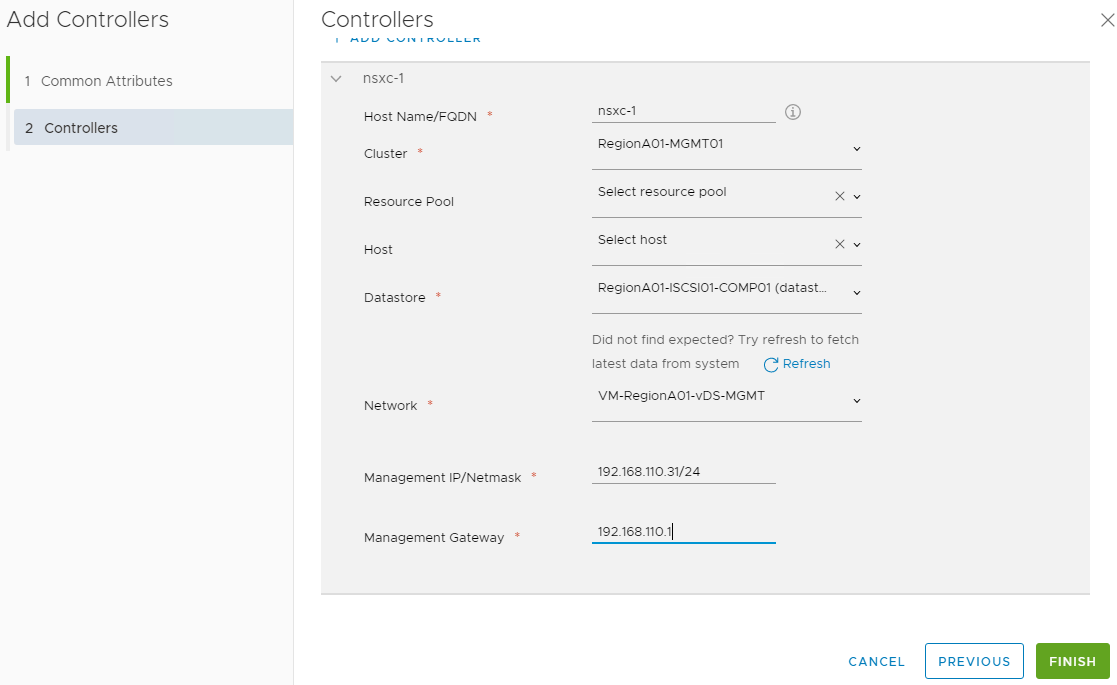 Add Controllers
1 Common Attributes
2 Controllers
Controllers
ADD CONTROLLER
nsxc-1
Host Name/FQDN * nsxc-1
Cluster * RegionA01-MGMT01
Resource Pool Select resource pool
Host Select host
Datastore * RegionA01-ISCSI01-COMP01 (datast...
Did not find expected? Try refresh to fetch
latest data from system Refresh
Network * VM-RegionA01-vDS-MGMT
Management IP/Netmask * 192.168.110.31/24
Management Gateway * 192.168.110.1
CANCEL PREVIOUS FINISH